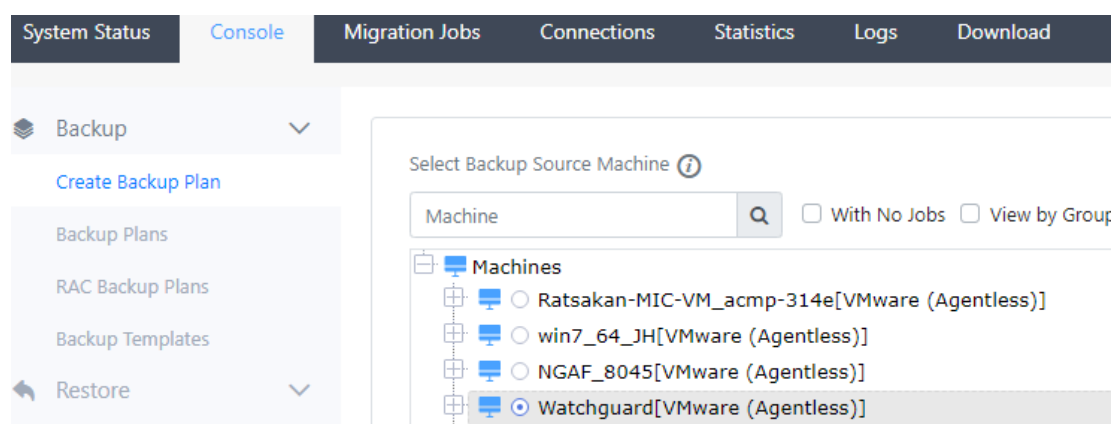 System Status Console Migration Jobs Connections Statistics Logs Download
Backup
Create Backup Plan
Backup Plans
RAC Backup Plans
Backup Templates
Restore
Select Backup Source Machine
Machine
With No Jobs View by Group
Machines
Ratsakan-MIC-VM_acmp-314e[VMware (Agentless)]
win7_64_JH[VMware (Agentless)]
NGAF_8045[VMware (Agentless)]
Watchguard[VMware (Agentless)]